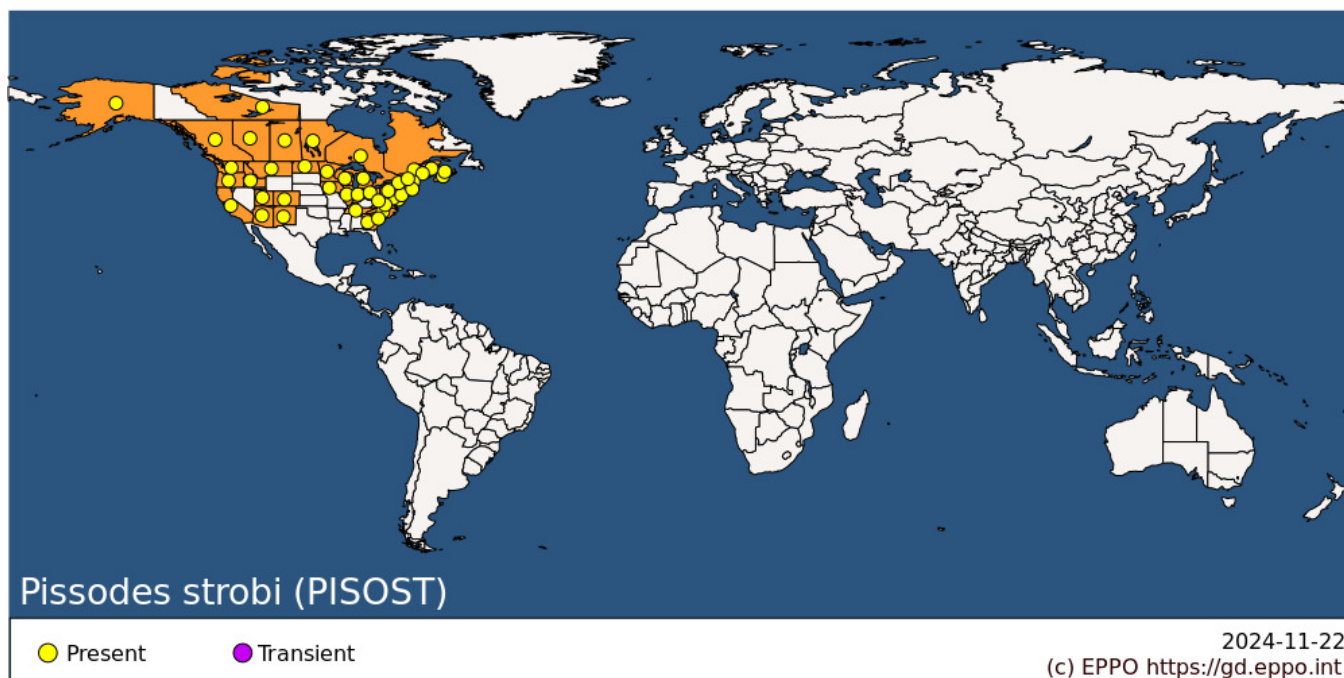 Pissodes strobi (PISOST)
Present
Transient
2024-11-22
(c) EPPO https://gd.eppo.int